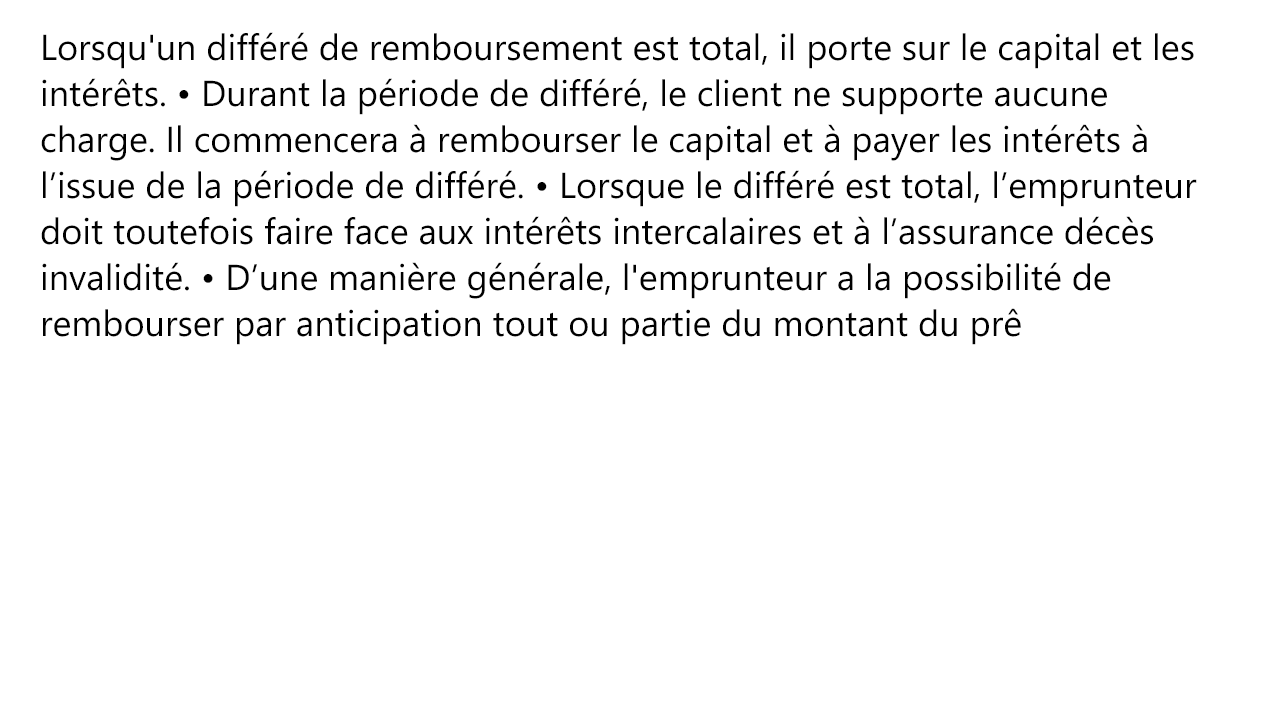 Lorsqu'un différé de remboursement est total, il porte sur le capital et les
intérêts. • Durant la période de différé, le client ne supporte aucune
charge. Il commencera à rembourser le capital et à payer les intérêts à
l’issue de la période de différé. • Lorsque le différé est total, l’emprunteur
doit toutefois faire face aux intérêts intercalaires et à l’assurance décès
invalidité. • D’une manière générale, l'emprunteur a la possibilité de
rembourser par anticipation tout ou partie du montant du prê